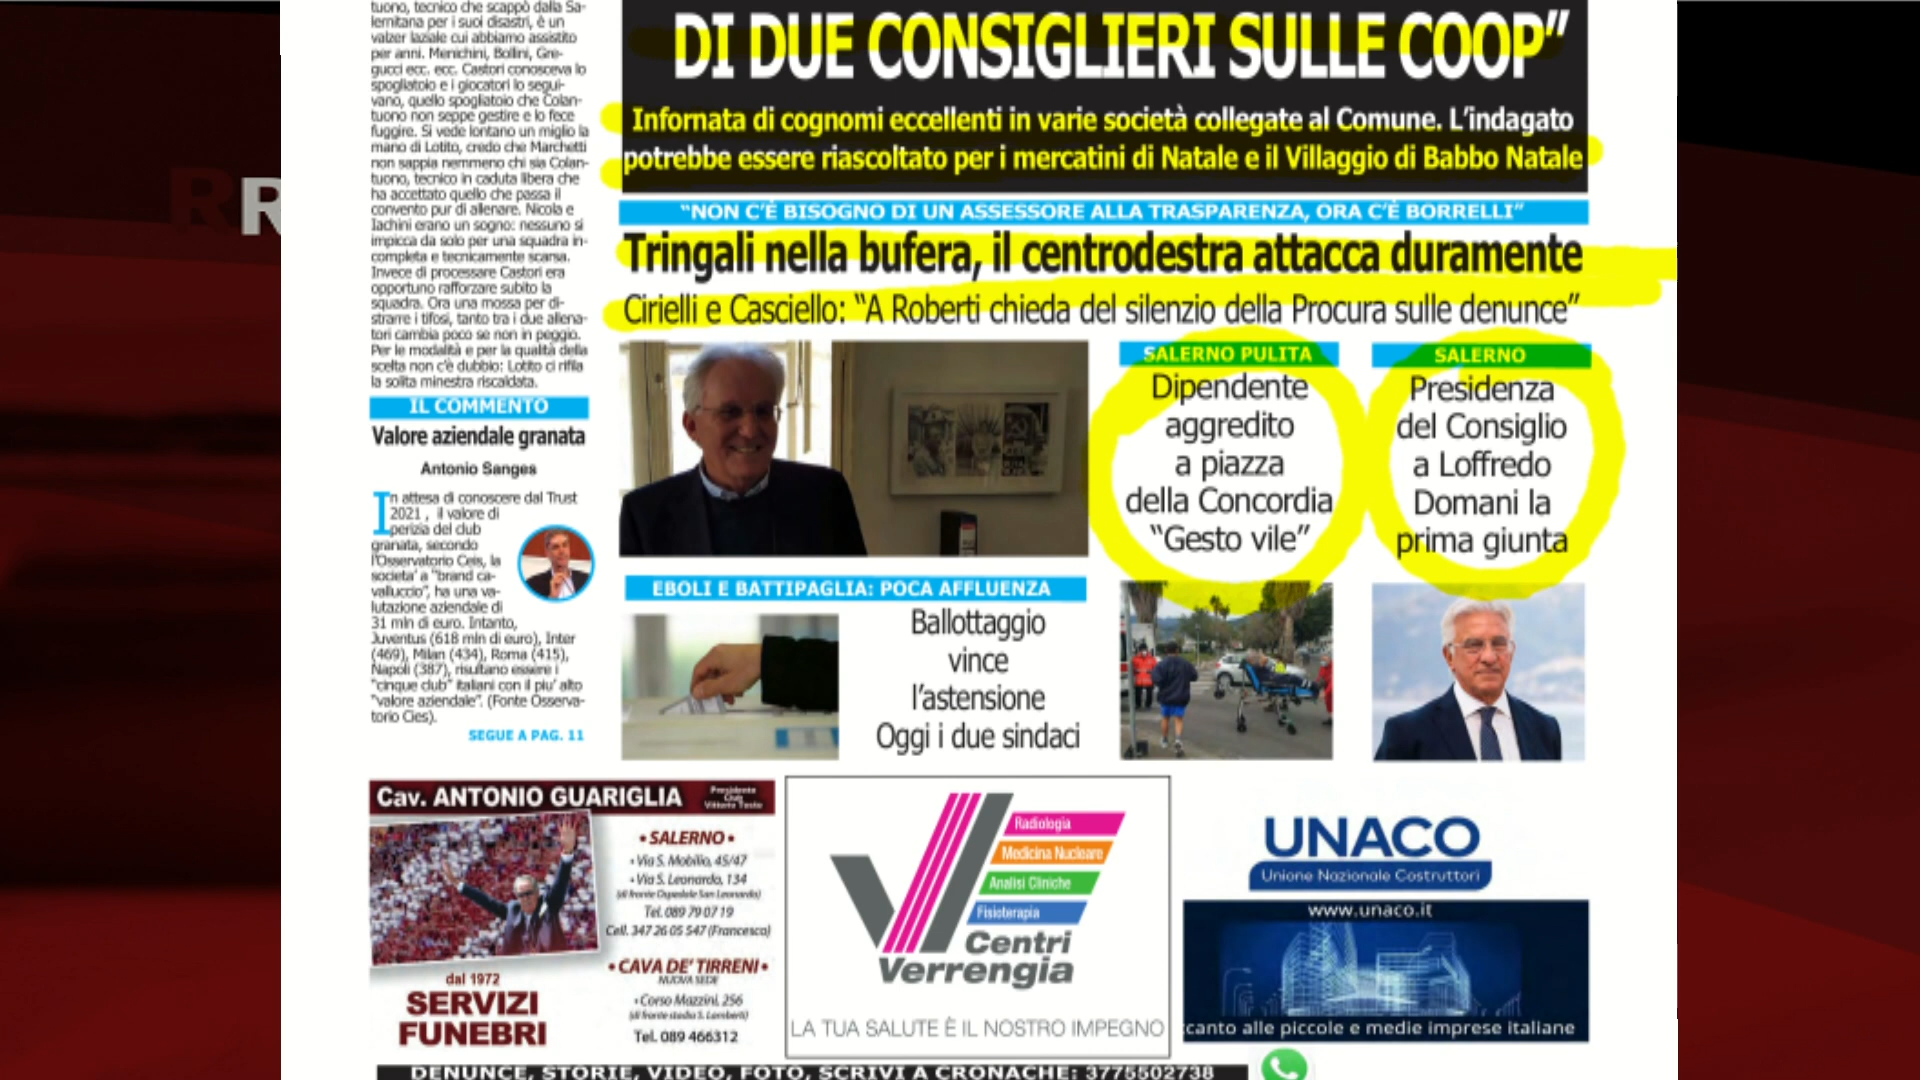 tuono, tecnico che scappò dalla Sa-
lernitana per i suoi disastri, è un
valzer laziale cui abbiamo assistito
per anni. Menichini, Bollini, Gre-
gucci ecc. ecc. Castori conosceva lo
spogliatoio e i giocatori lo segui-
vano, quello spogliatoio che Colan-
tuono non seppe gestire e lo fece
fuggire. Si vede lontano un miglio la
mano di Lotito, credo che Marchetti
non sappia nemmeno chi sia Colan-
tuono, tecnico in caduta libera che
ha accettato quello che passa il
convento pur di allenare. Nicola e
Iachini erano un sogno: nessuno si
impicca da solo per una squadra in-
completa e tecnicamente scarsa.
Invece di processare Castori era
opportuno rafforzare subito la
squadra. Ora una mossa per di-
strarre i tifosi, tanto tra i due allena-
tori cambia poco se non in peggio.
Per le modalità e per la qualità della
scelta non c'è dubbio: Lotito ci rifila
la solita minestra riscaldata.
IL COMMENTO
Valore aziendale granata
Antonio Sanges
In attesa di conoscere dal Trust
2021 , il valore di
perizia del club
granata, secondo
l'Osservatorio Ceis, la
societa' a "brand ca-
valluccio", ha una va-
lutazione aziendale di
31 mln di euro. Intanto,
Juventus (618 mln di euro), Inter
(469), Milan (434), Roma (415),
Napoli (387), risultano essere i
"cinque club" italiani con il piu' alto
"valore aziendale". (Fonte Osserva-
torio Cies).
SEGUE A PAG. 11
DI DUE CONSIGLIERI SULLE COOP"
Infornata di cognomi eccellenti in varie società collegate al Comune. L'indagato
potrebbe essere riascoltato per i mercatini di Natale e il Villaggio di Babbo Natale
"NON C'È BISOGNO DI UN ASSESSORE ALLA TRASPARENZA, ORA C'È BORRELLI"
Tringali nella bufera, il centrodestra attacca duramente
Cirielli e Casciello: "A Roberti chieda del silenzio della Procura sulle denunce"
SALERNO PULITA
Dipendente
aggredito
a piazza
della Concordia
"Gesto vile"
SALERNO
Presidenza
del Consiglio
a Loffredo
Domani la
prima giunta
EBOLI E BATTIPAGLIA: POCA AFFLUENZA
Ballottaggio
vince
l'astensione
Oggi i due sindaci
Cav. ANTONIO GUARIGLIA
Presidente
Club
• SALERNO •
• Via S. Mobilio, 45/47
• Via S. Leonardo, 134
(di fronte Ospedale San Leonardo)
Tel. 089 79 07 19
Cell. 347 26 05 547 (Francesco)
• CAVA DE' TIRRENI •
NUOVA SEDE
• Corso Mazzini, 256
(di fronte stadio S. Lamberti)
Tel. 089 466312
dal 1972
SERVIZI
FUNEBRI
Radiologia
Medicina Nucleare
Analisi Cliniche
Fisioterapia
Centri
Verrengia
LA TUA SALUTE È IL NOSTRO IMPEGNO
UNACO
Unione Nazionale Costruttori
www.unaco.it
canto alle piccole e medie imprese italiane
DENUNCE, STORIE, VIDEO, FOTO, SCRIVI A CRONACHE: 3775502738